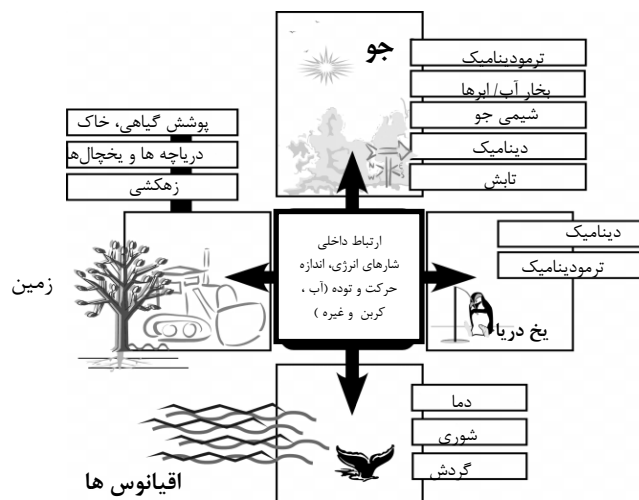 جو
ترمودینامیک
بخار آب/ ابرها
شیمی جو
دینامیک
تابش
پوشش گیاهی، خاک
دریاچه ها و یخچال‌ها
زهکشی
زمین
ارتباط داخلی
شارهای انرژی، اندازه
حرکت و توده (آب ،
کربن و غیره )
دینامیک
ترمودینامیک
یخ دریا
دما
شوری
گردش
اقیانوس ها